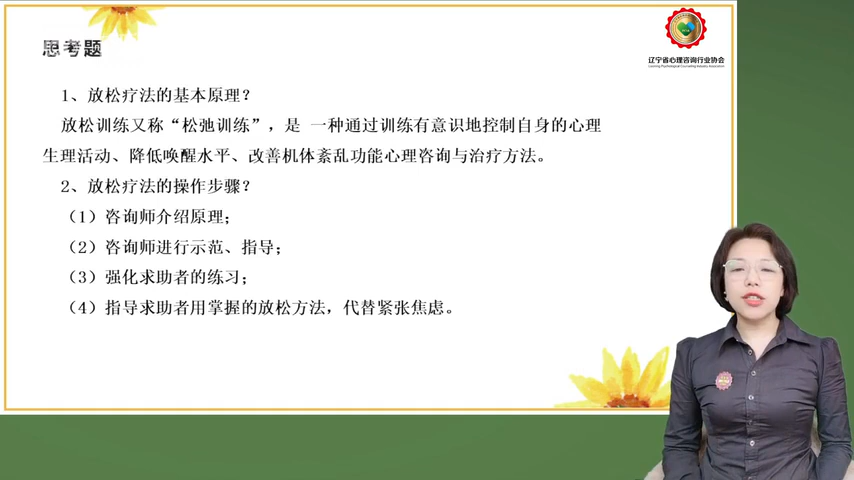 思考题
辽宁省心理咨询行业协会
1、放松疗法的基本原理？
放松训练又称“松弛训练”，是 一种通过训练有意识地控制自身的心理
生理活动、降低唤醒水平、改善机体紊乱功能心理咨询与治疗方法。
2、放松疗法的操作步骤？
（1）咨询师介绍原理；
（2）咨询师进行示范、指导；
（3）强化求助者的练习；
（4）指导求助者用掌握的放松方法，代替紧张焦虑。